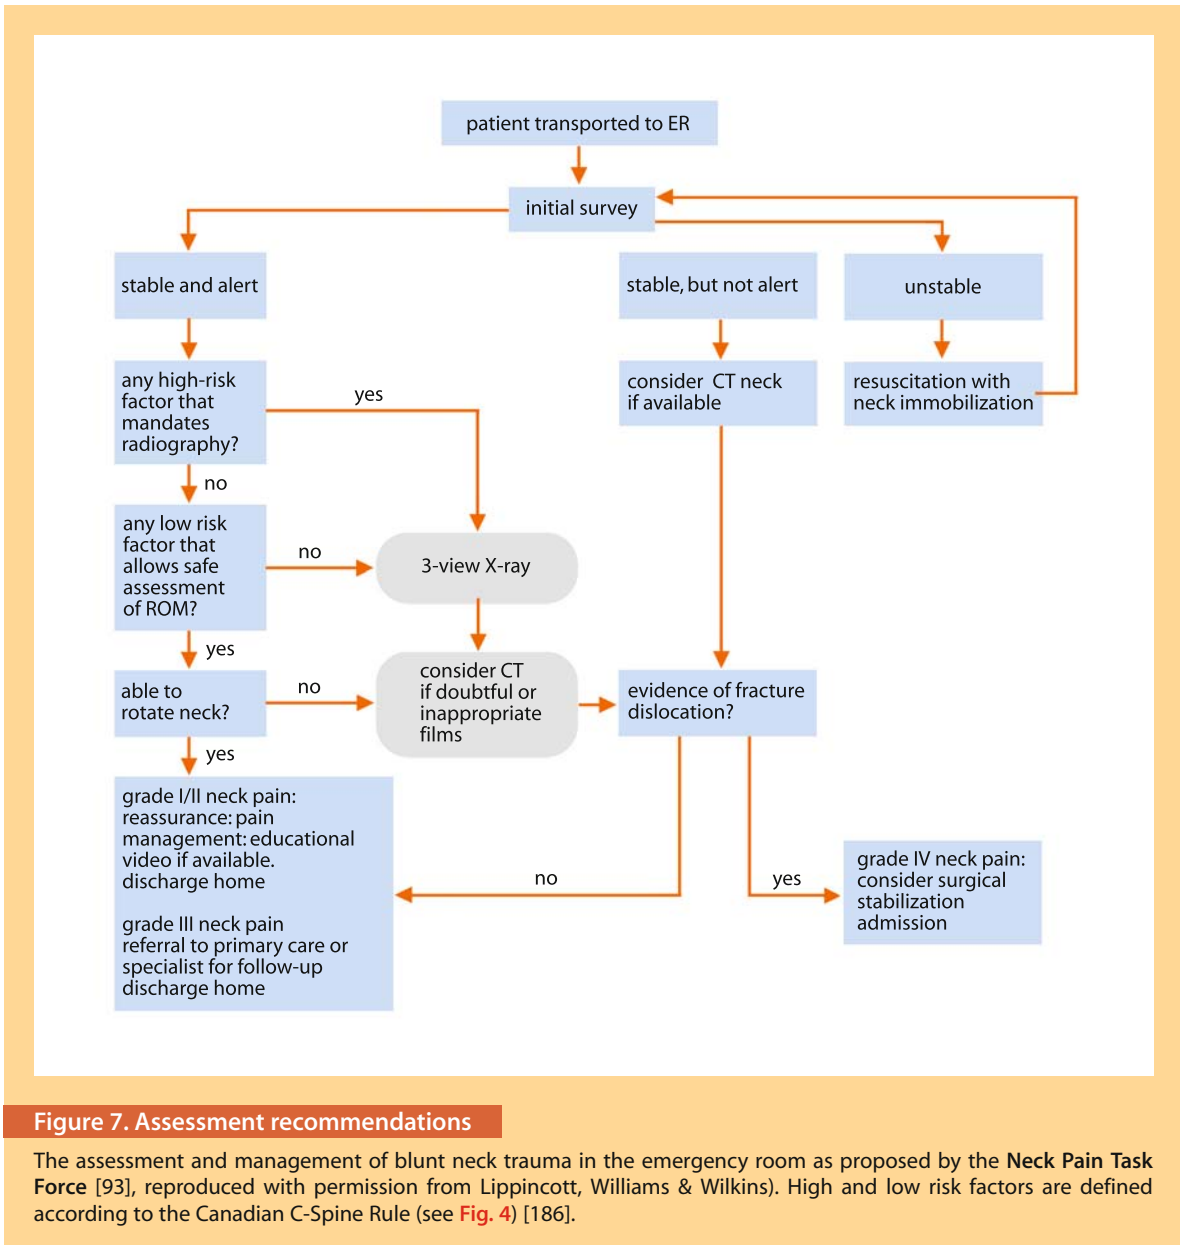 patient transported to ER
initial survey
stable and alert
stable, but not alert
unstable
any high-risk
factor that
mandates
radiography?
yes
consider CT neck
if available
resuscitation with
neck immobilization
no
any low risk
factor that
allows safe
assessment
of ROM?
no
3-view X-ray
yes
able to
rotate neck?
no
consider CT
if doubtful or
inappropriate
films
evidence of fracture
dislocation?
yes
grade I/II neck pain:
reassurance: pain
management: educational
video if available.
discharge home
grade III neck pain
referral to primary care or
specialist for follow-up
discharge home
no
yes
grade IV neck pain:
consider surgical
stabilization
admission
Figure 7. Assessment recommendations
The assessment and management of blunt neck trauma in the emergency room as proposed by the Neck Pain Task
Force [93], reproduced with permission from Lippincott, Williams & Wilkins). High and low risk factors are defined
according to the Canadian C-Spine Rule (see Fig. 4) [186].